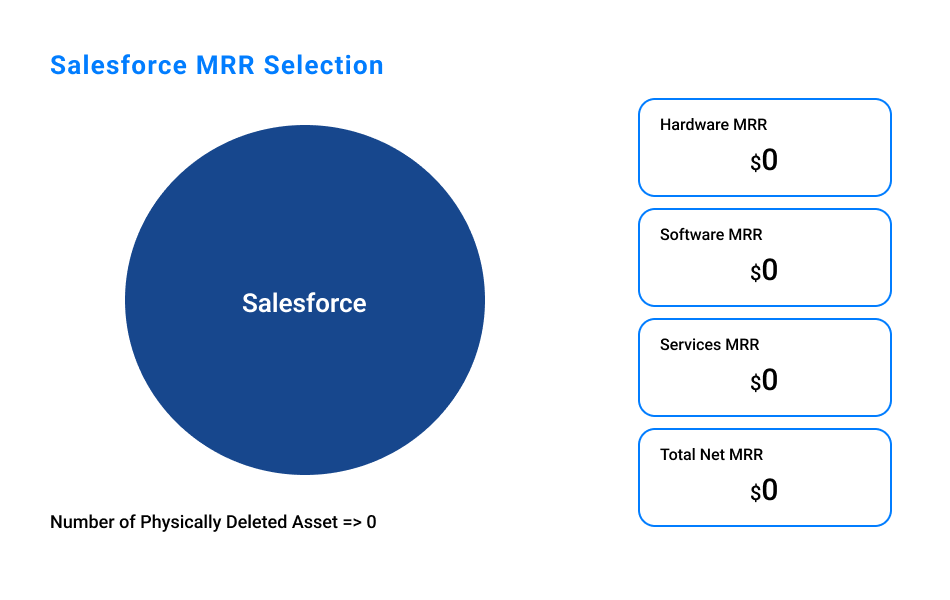 Salesforce MRR Selection
Salesforce
Number of Physically Deleted Asset => 0
Hardware MRR
$0
Software MRR
$0
Services MRR
$0
Total Net MRR
$0